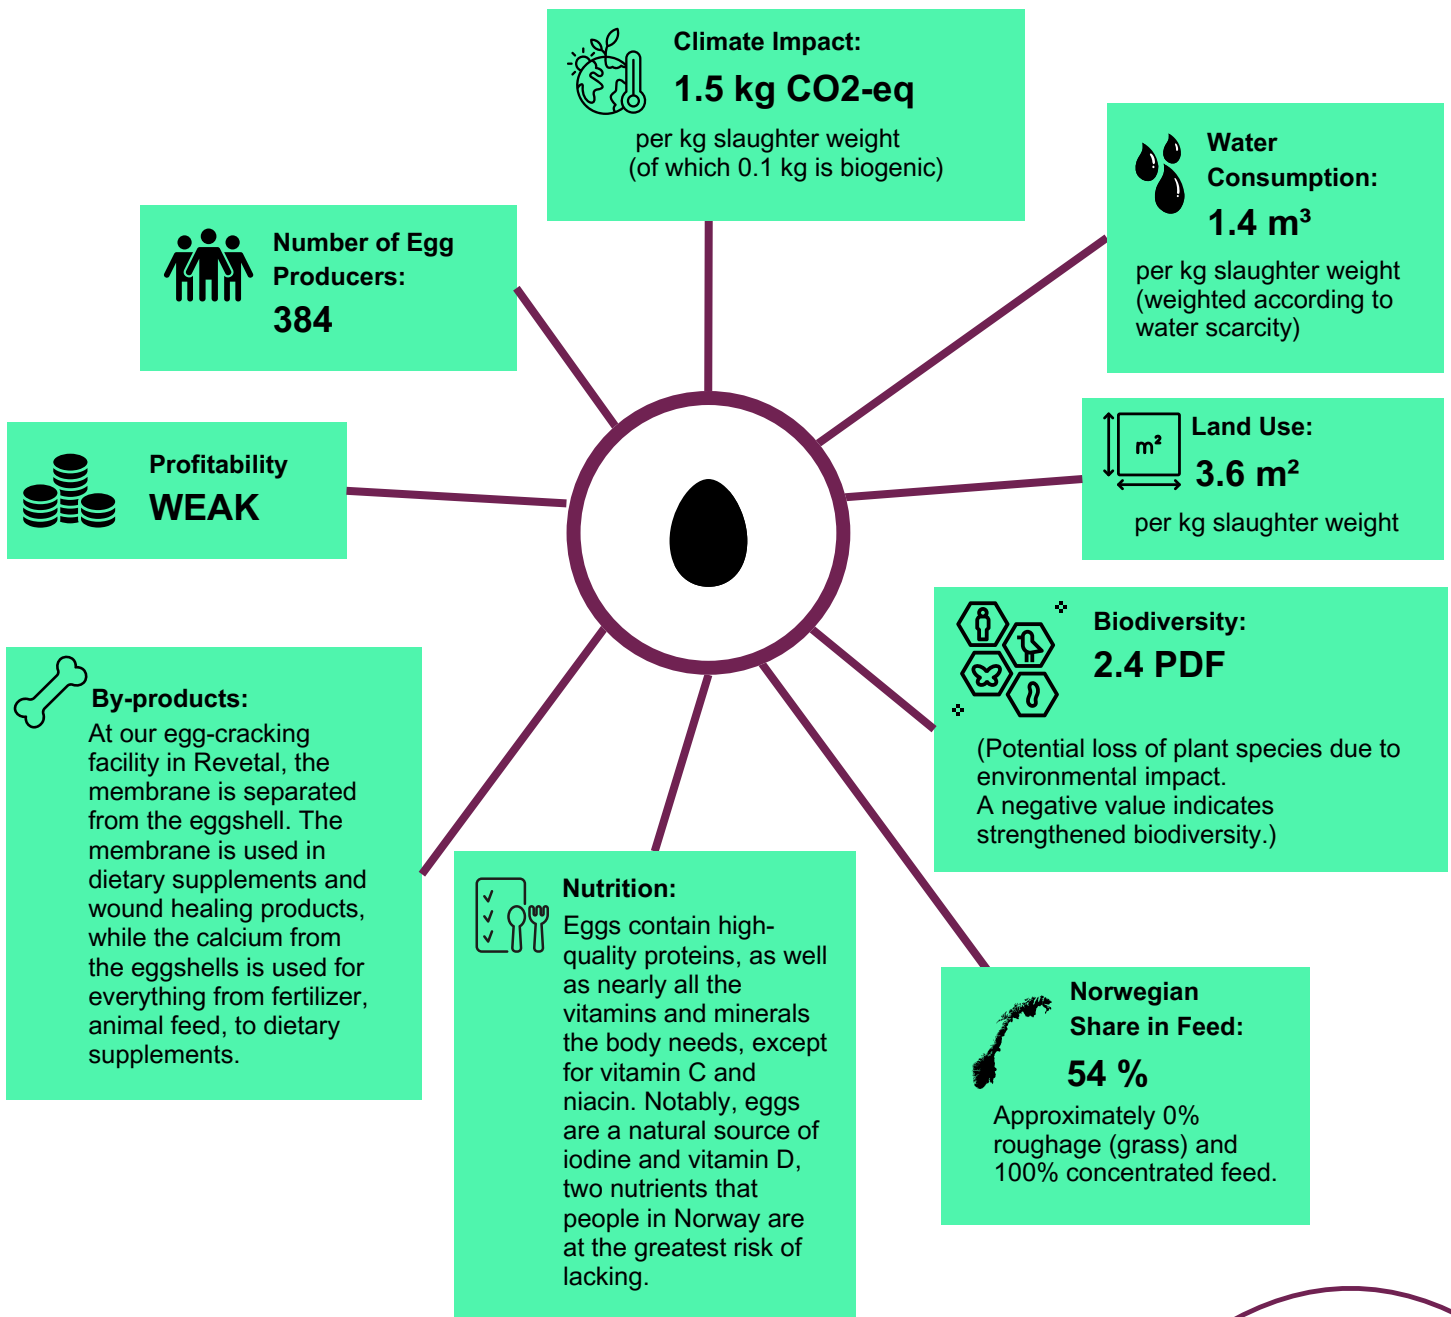 Climate Impact:
1.5 kg CO2-eq
per kg slaughter weight
(of which 0.1 kg is biogenic)
Water
Consumption:
1.4 m³
per kg slaughter weight
(weighted according to
water scarcity)
Number of Egg
Producers:
384
Land Use:
m²
3.6 m²
per kg slaughter weight
Profitability
WEAK
Biodiversity:
2.4 PDF
(Potential loss of plant species due to
environmental impact.
A negative value indicates
strengthened biodiversity.)
By-products:
At our egg-cracking
facility in Revetal, the
membrane is separated
from the eggshell. The
membrane is used in
dietary supplements and
wound healing products,
while the calcium from
the eggshells is used for
everything from fertilizer,
animal feed, to dietary
supplements.
Nutrition:
Eggs contain high-
quality proteins, as well
as nearly all the
vitamins and minerals
the body needs, except
for vitamin C and
niacin. Notably, eggs
are a natural source of
iodine and vitamin D,
two nutrients that
people in Norway are
at the greatest risk of
lacking.
Norwegian
Share in Feed:
54 %
Approximately 0%
roughage (grass) and
100% concentrated feed.